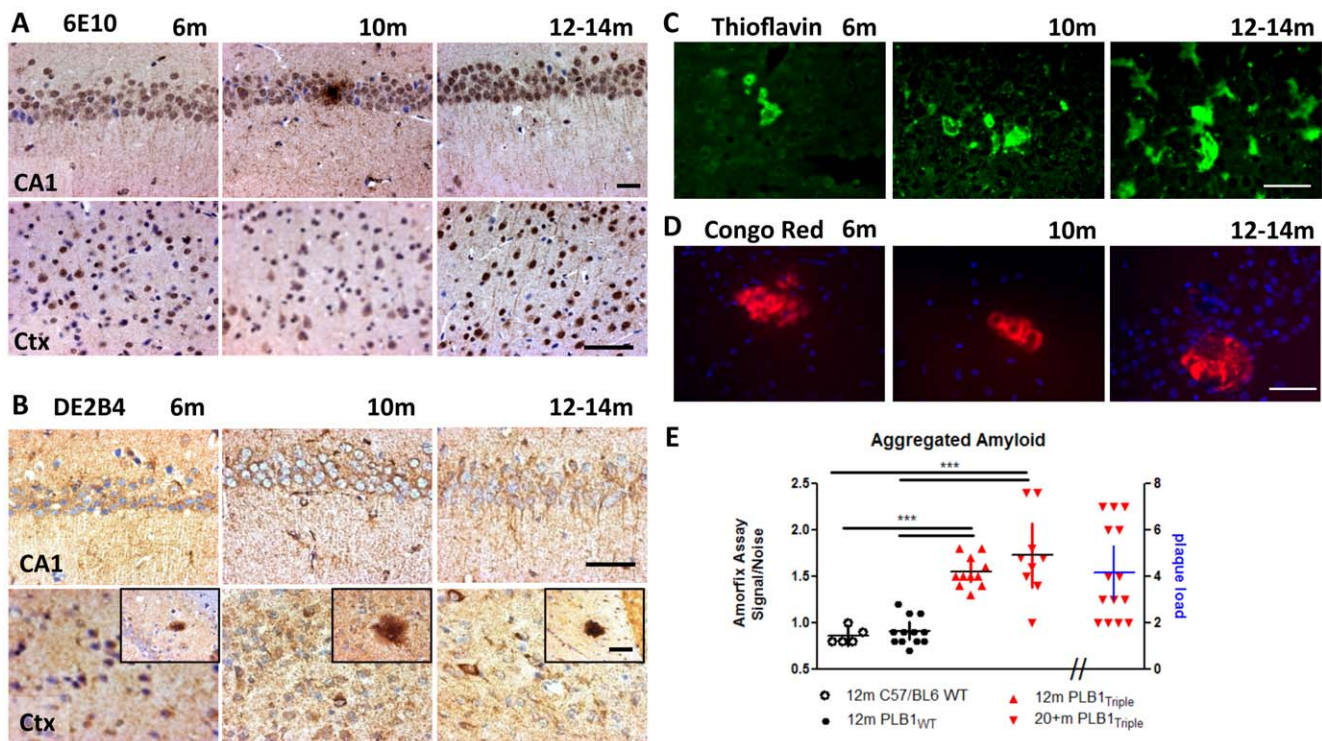 A
6E10 6m 10m 12-14m
CA1
Ctx
B
DE2B4 6m 10m 12-14m
CA1
Ctx
C
Thioflavin 6m 10m 12-14m
D
Congo Red 6m 10m 12-14m
E
Aggregated Amyloid
***
***
Amorfix Assay
Signal/Noise
2.5
2.0
1.5
1.0
0.5
8
6
4
2
0
plaque load
//
12m C57/BL6 WT
12m PLB1WT
12m PLB1Triple
20+m PLB1Triple